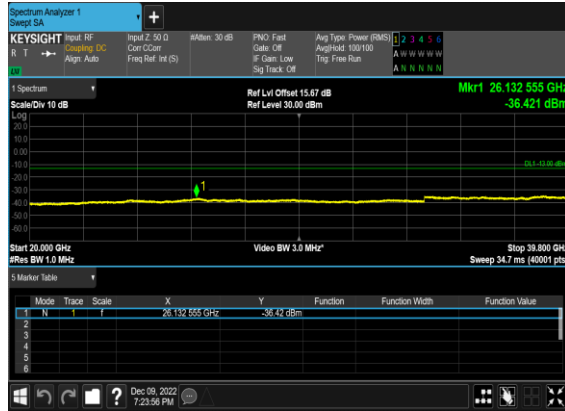 Spectrum Analyzer 1
Swept SA
+
KEYSIGHT Input: RF Input Z: 50 Ω #Atten: 30 dB PNO: Fast Avg Type: Power (RMS) 1 2 3 4 5 6
R T Coupling: DC Corr CCorr Gate: Off Avg|Hold: 100/100 A W W W W W
Align: Auto Freq Ref: Int (S) IF Gain: Low Trig: Free Run
Sig Track: Off A N N N N N
1 Spectrum Ref Lvl Offset 15.67 dB Mkr1 26.132 555 GHz
Scale/Div 10 dB Ref Level 30.00 dBm -36.421 dBm
Log
20.0
10.0
0.00
-10.0
DL1 -13.00 dBm
-20.0
-30.0
1
-40.0
-50.0
-60.0
Start 20.000 GHz Video BW 3.0 MHz* Stop 39.800 GHz
#Res BW 1.0 MHz Sweep 34.7 ms (40001 pts)
5 Marker Table
Mode Trace Scale X Y Function Function Width Function Value
1 N 1 f 26.132 555 GHz -36.42 dBm
2
3
4
5
6
? Dec 09, 2022
7:23:56 PM